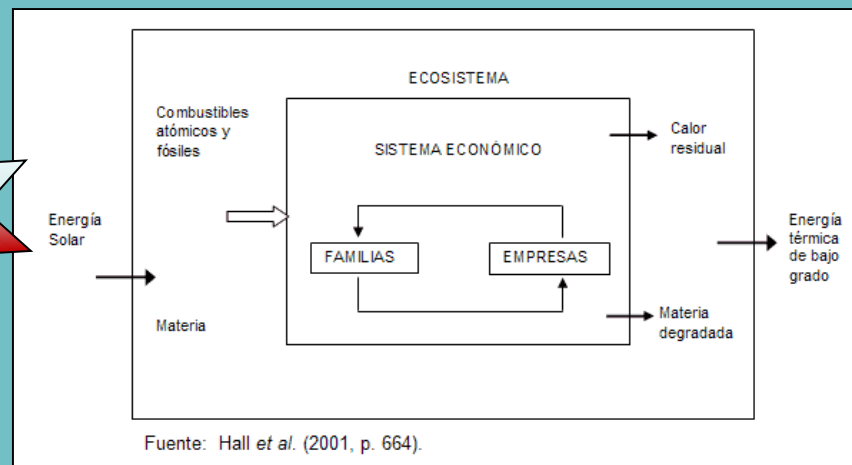 ECOSISTEMA
Combustibles
atómicos y
fósiles
Calor
residual
SISTEMA ECONÓMICO
Energía
Solar
FAMILIAS
EMPRESAS
Energía
térmica
de bajo
grado
Materia
Materia
degradada
Fuente: Hall et al. (2001, p. 664).